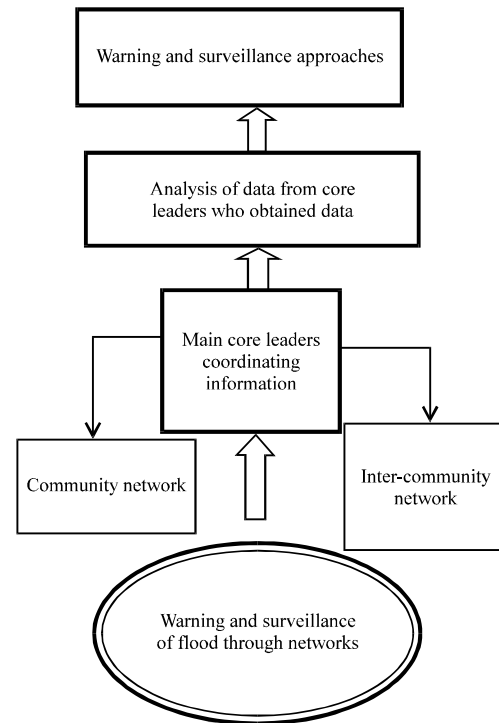 Warning and surveillance approaches
Analysis of data from core
leaders who obtained data
Main core leaders
coordinating
information
Community network
Inter-community
network
Warning and surveillance
of flood through networks